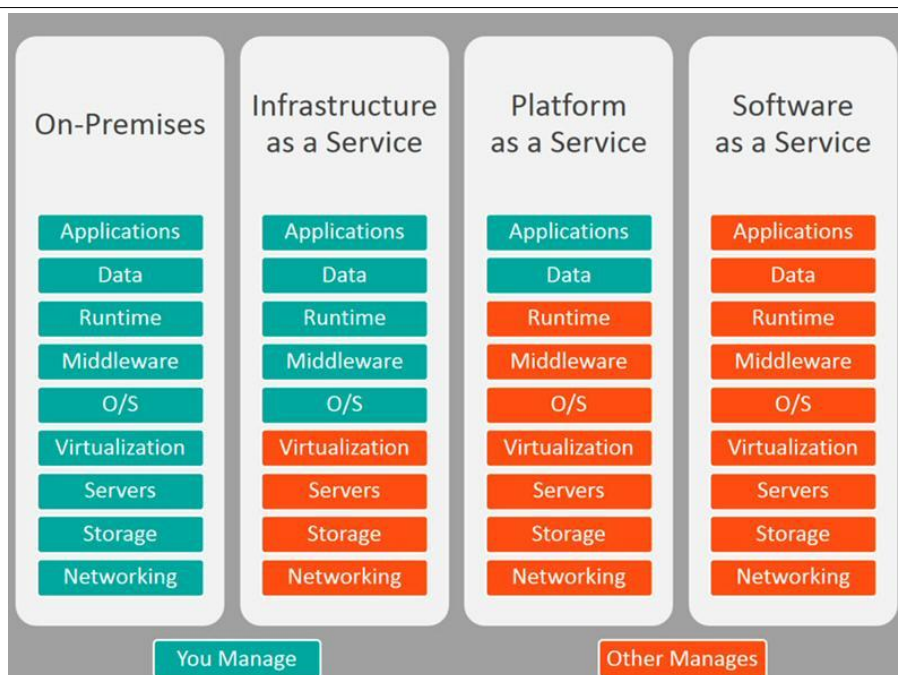 On-Premises
Applications
Data
Runtime
Middleware
O/S
Virtualization
Servers
Storage
Networking
Infrastructure
as a Service
Applications
Data
Runtime
Middleware
O/S
Virtualization
Servers
Storage
Networking
Platform
as a Service
Applications
Data
Runtime
Middleware
O/S
Virtualization
Servers
Storage
Networking
Software
as a Service
Applications
Data
Runtime
Middleware
O/S
Virtualization
Servers
Storage
Networking
You Manage
Other Manages